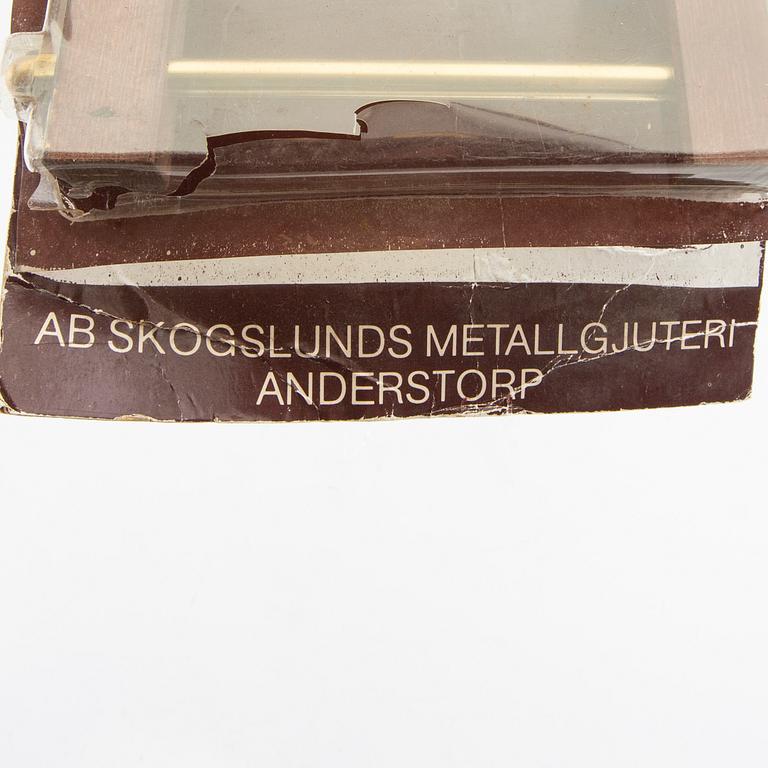 AB SKOGSLUNDS METALLGJUTERI
ANDERSTORP